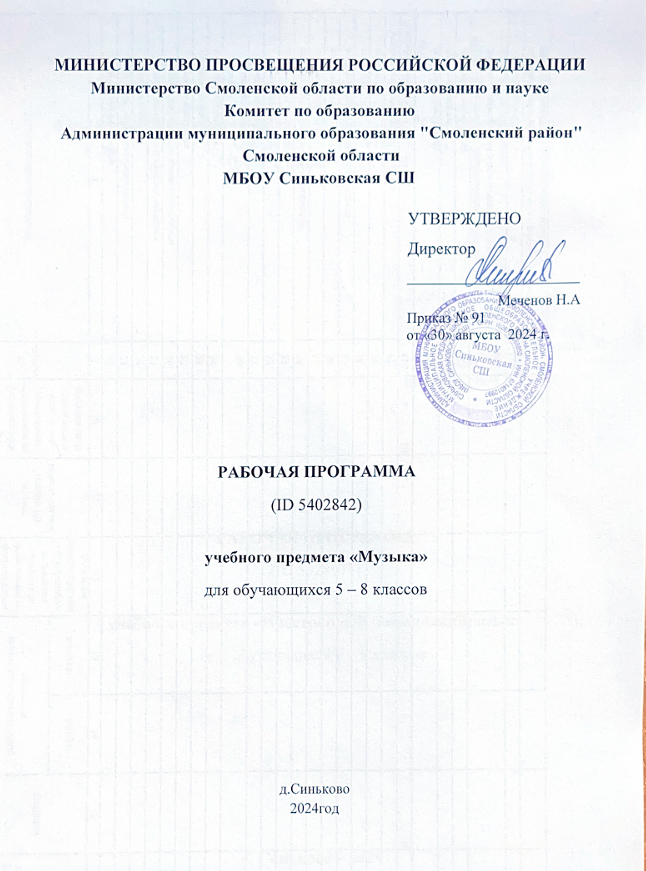 МИНИСТЕРСТВО ПРОСВЕЩЕНИЯ РОССИЙСКОЙ ФЕДЕРАЦИИ
Министерство Смоленской области по образованию и науке
Комитет по образованию
Администрации муниципального образования "Смоленский район"
Смоленской области
МБОУ Синьковская СШ
УТВЕРЖДЕНО
Директор
Меченов Н.А
Приказ № 91
от «30» августа 2024 г.
МБОУ
Синьковская
СШ
РАБОЧАЯ ПРОГРАММА
(ID 5402842)
учебного предмета «Музыка»
для обучающихся 5 – 8 классов
д.Синьково
2024год